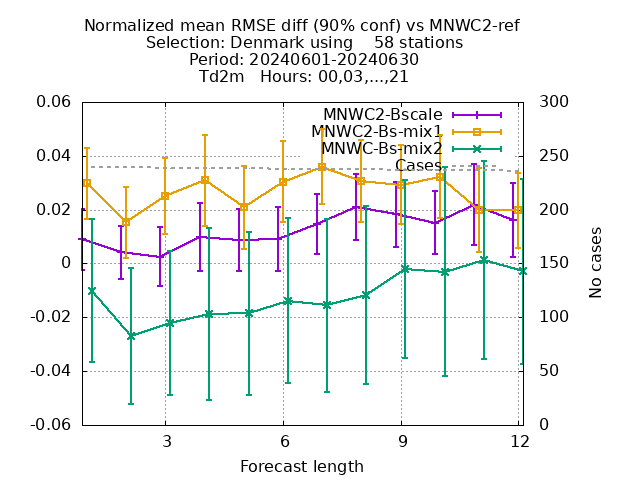 Normalized mean RMSE diff (90% conf) vs MNWC2-ref
Selection: Denmark using    58 stations
Period: 20240601-20240630
Td2m   Hours: 00,03,...,21
MNWC2-Bscale
MNWC2-Bs-mix1
MNWC-Bs-mix2
Cases
0.06
0.04
0.02
0
-0.02
-0.04
-0.06
300
250
200
150
100
50
0
No cases
3
6
9
12
Forecast length